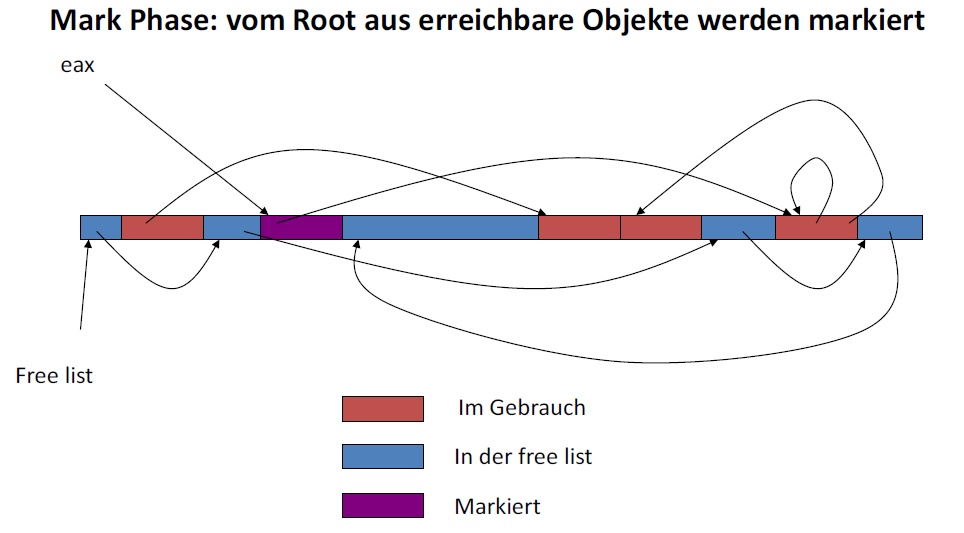 Mark Phase: vom Root aus erreichbare Objekte werden markiert
eax
Free list
Im Gebrauch
In der free list
Markiert